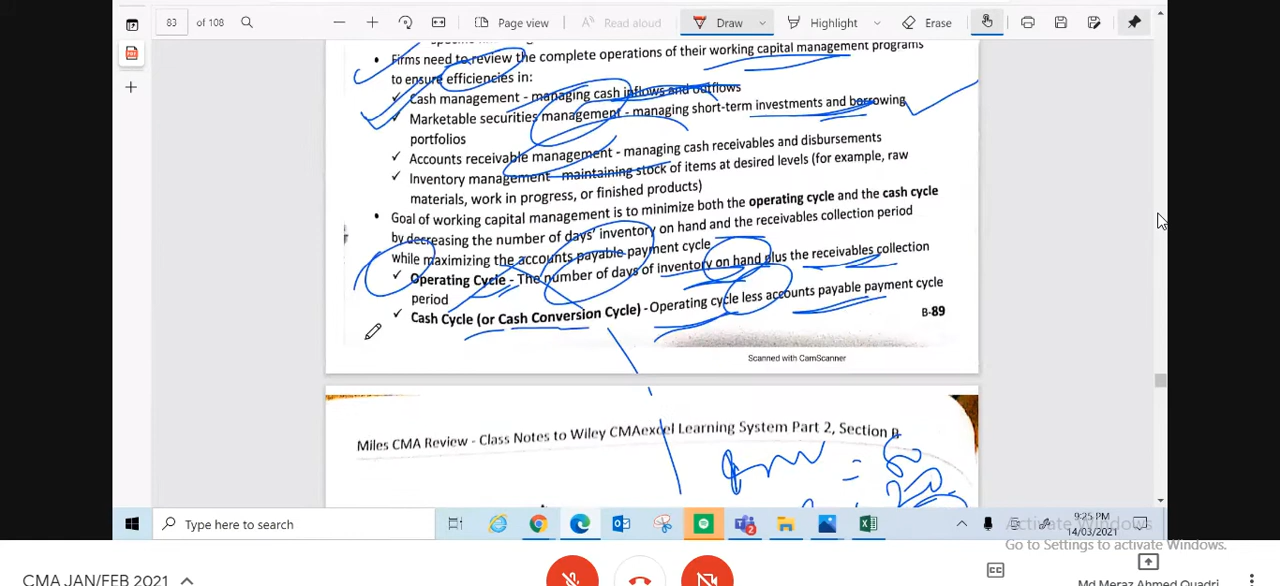 83 of 108 Page view Read aloud Draw Highlight Erase
• Firms need to review the complete operations of their working capital management programs
to ensure efficiencies in:
✓ Cash management - managing cash inflows and outflows
✓ Marketable securities management - managing short-term investments and borrowing
portfolios
✓ Accounts receivable management - managing cash receivables and disbursements
✓ Inventory management - maintaining stock of items at desired levels (for example, raw
materials, work in progress, or finished products)
• Goal of working capital management is to minimize both the operating cycle and the cash cycle
by decreasing the number of days' inventory on hand and the receivables collection period
while maximizing the accounts payable payment cycle
✓ Operating Cycle - The number of days of inventory on hand plus the receivables collection
period
✓ Cash Cycle (or Cash Conversion Cycle) - Operating cycle less accounts payable payment cycle
B-89
Scanned with CamScanner
Miles CMA Review - Class Notes to Wiley CMAexcel Learning System Part 2, Section B
Activate Windows
Go to Settings to activate Windows.
Type here to search
9:25 PM
14/03/2021
CMA JAN/FEB 2021
Md Meraz Ahmed Quadri